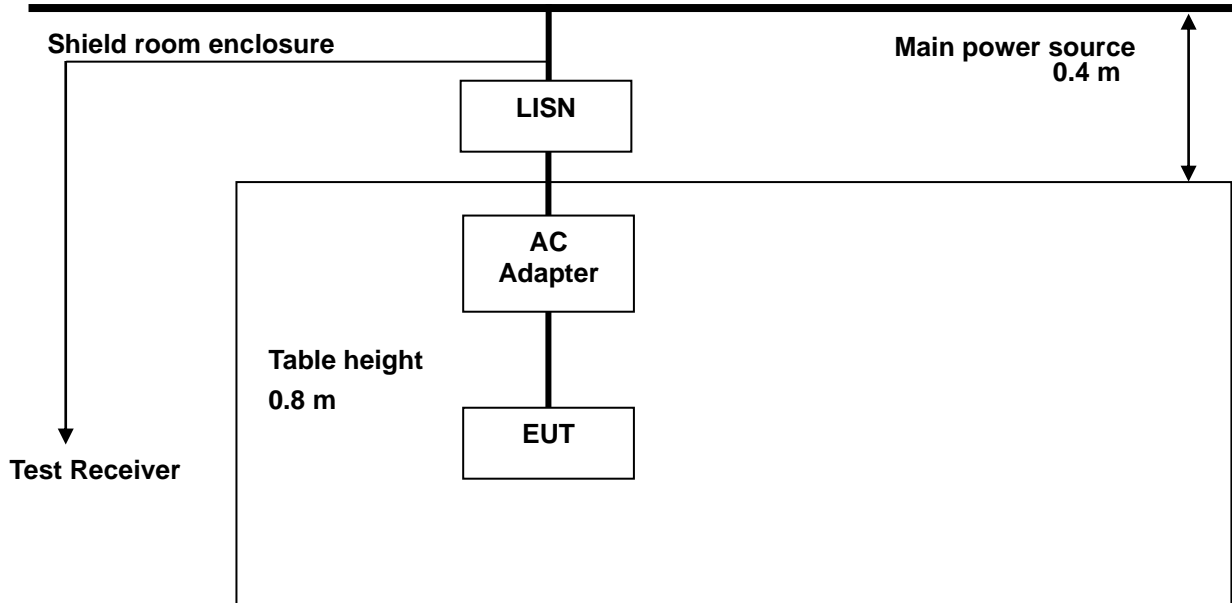 Shield room enclosure
Main power source
0.4 m
LISN
AC
Adapter
Table height
0.8 m
EUT
Test Receiver